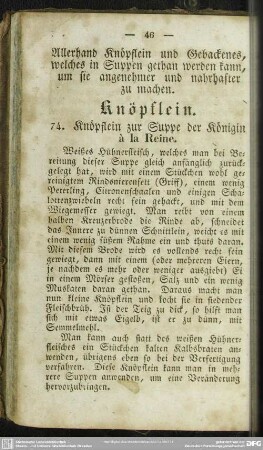 — 46 —
Allerhand Knöpflein und Gebackenes,
welches in Suppen gethan werden kann,
um sie angenehmer und nahrhafter
zu machen.
Knöpflein.
74. Knöpflein zur Suppe der Königin
à la Reine.
Weißes Hühnerfleisch, welches man bei Be-
reitung dieser Suppe gleich anfänglich zurück-
gelegt hat, wird mit einem Stückchen wohl ge-
reinigtem Rindsnierenfett (Griff), einem wenig
Peterling, Citronenschaalen und einigen Scha-
lottenzwiebeln recht fein gehackt, und mit dem
Wiegemesser gewiegt. Man reibt von einem
halben Kreuzerbrode die Rinde ab, schneidet
das Innere zu dünnen Schnittlein, weicht es mit
einem wenig süßem Rahme ein und thuts daran.
Mit diesem Brode wird es vollends recht fein
gewiegt, dann mit einem (oder mehreren Eiern,
je nachdem es mehr oder weniger ausgiebt) Ei
in einem Mörser gestoßen, Salz und ein wenig
Muskaten daran gethan. Daraus macht man
nun kleine Knöpflein und kocht sie in siedender
Fleischbrüh. Ist der Teig zu dick, so hilft man
sich mit etwas Eigelb, ist er zu dünn, mit
Semmelmehl.
Man kann auch statt des weißen Hühner-
fleisches ein Stückchen kalten Kalbsbraten an-
wenden, übrigens eben so bei der Verfertigung
verfahren. Diese Knöpflein kann man in meh-
rere Suppen anwenden, um eine Veränderung
hervorzubringen.